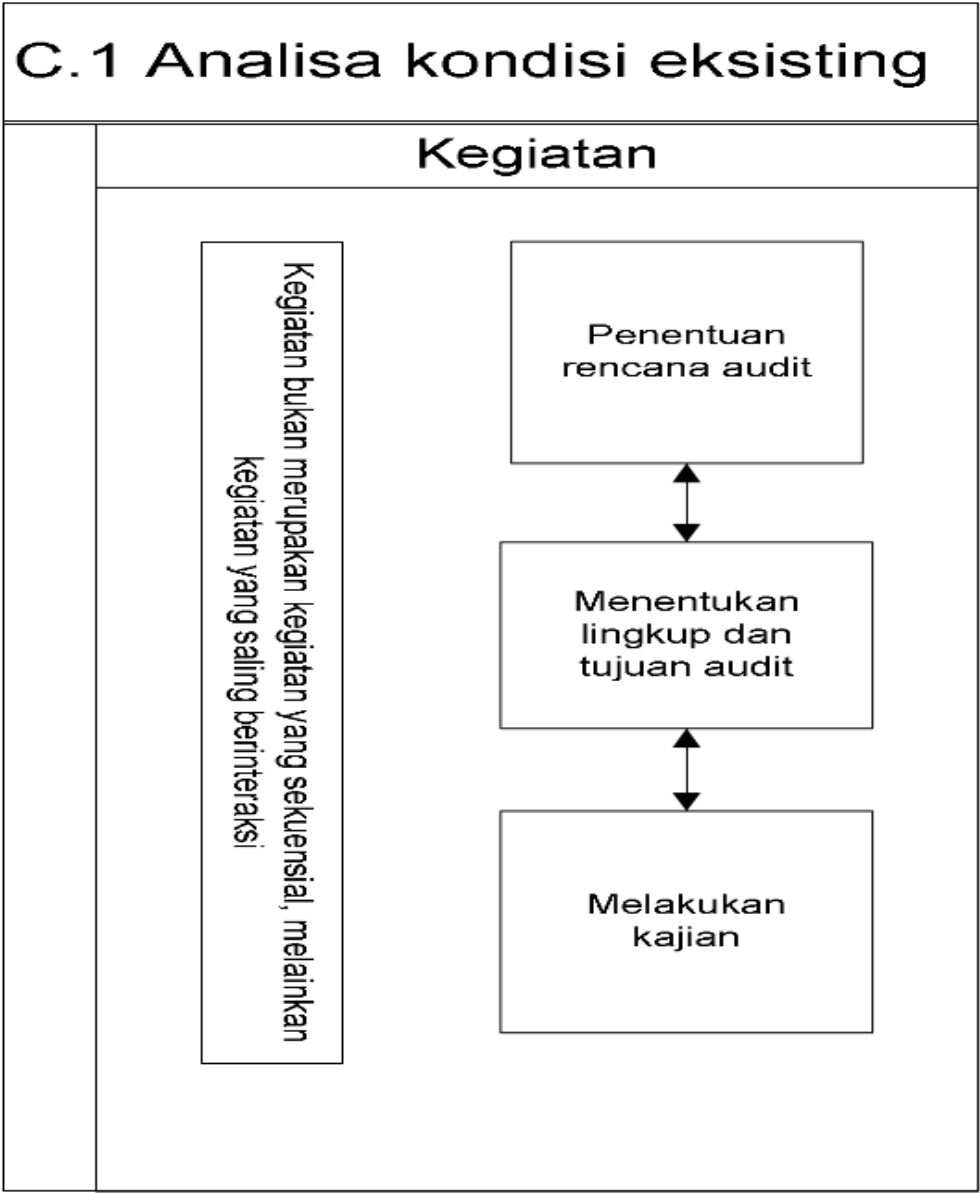 C.1 Analisa kondisi eksisting
Kegiatan
Kegiatan bukan merupakan kegiatan yang sekuensial, melainkan
kegiatan yang saling berinteraksi
Penentuan
rencana audit
Menentukan
lingkup dan
tujuan audit
Melakukan
kajian